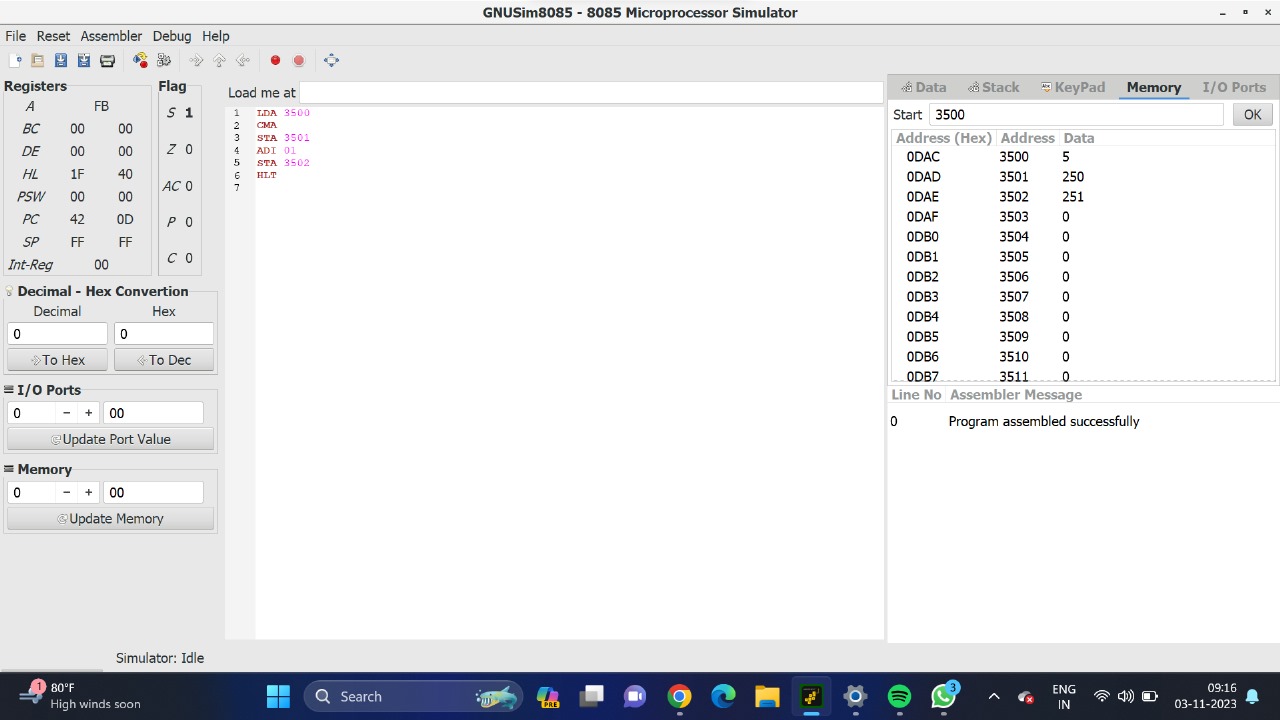 GNUSim8085 - 8085 Microprocessor Simulator
File Reset Assembler Debug Help
Registers
A FB
BC 00 00
DE 00 00
HL 1F 40
PSW 00 00
PC 42 0D
SP FF FF
Int-Reg 00
Flag
S 1
Z 0
AC 0
P 0
C 0
Decimal - Hex Convertion
Decimal Hex
0 0
To Hex To Dec
I/O Ports
0 − + 00
Update Port Value
Memory
0 − + 00
Update Memory
Load me at
1 LDA 3500
2 CMA
3 STA 3501
4 ADI 01
5 STA 3502
6 HLT
7
Data Stack KeyPad Memory I/O Ports
Start 3500 OK
Address (Hex) Address Data
0DAC 3500 5
0DAD 3501 250
0DAE 3502 251
0DAF 3503 0
0DB0 3504 0
0DB1 3505 0
0DB2 3506 0
0DB3 3507 0
0DB4 3508 0
0DB5 3509 0
0DB6 3510 0
0DB7 3511 0
Line No Assembler Message
0 Program assembled successfully
Simulator: Idle
1
80°F
High winds soon
Search
PRE
3
ENG
IN
09:16
03-11-2023